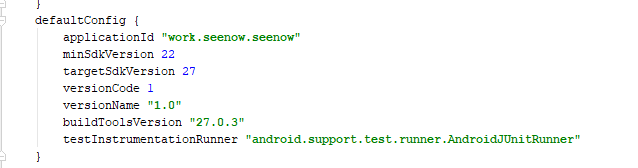 }
defaultConfig {
applicationId "work.seenow.seenow"
minSdkVersion 22
targetSdkVersion 27
versionCode 1
versionName "1.0"
buildToolsVersion "27.0.3"
testInstrumentationRunner "android.support.test.runner.AndroidJUnitRunner"
}